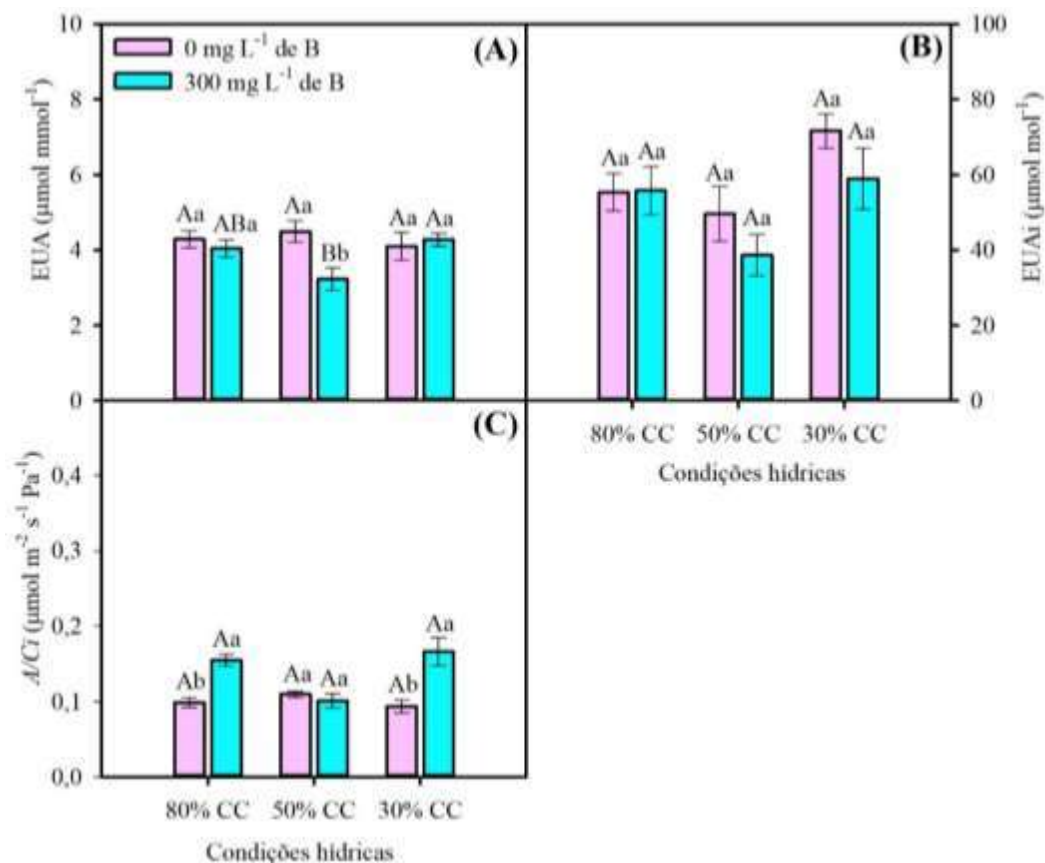 10
8
6
4
2
0
EUA (µmol mmol⁻¹)
0 mg L⁻¹ de B
300 mg L⁻¹ de B
(A)
Aa
ABa
Aa
Bb
Aa
Aa
(B)
Aa
Aa
Aa
Aa
Aa
Aa
100
80
60
40
20
0
EUAi (µmol mol⁻¹)
80% CC
50% CC
30% CC
Condições hídricas
(C)
0,4
0,3
0,2
0,1
0,0
A/Ci (µmol m⁻² s⁻¹ Pa⁻¹)
Ab
Aa
Aa
Aa
Ab
Aa
80% CC
50% CC
30% CC
Condições hídricas